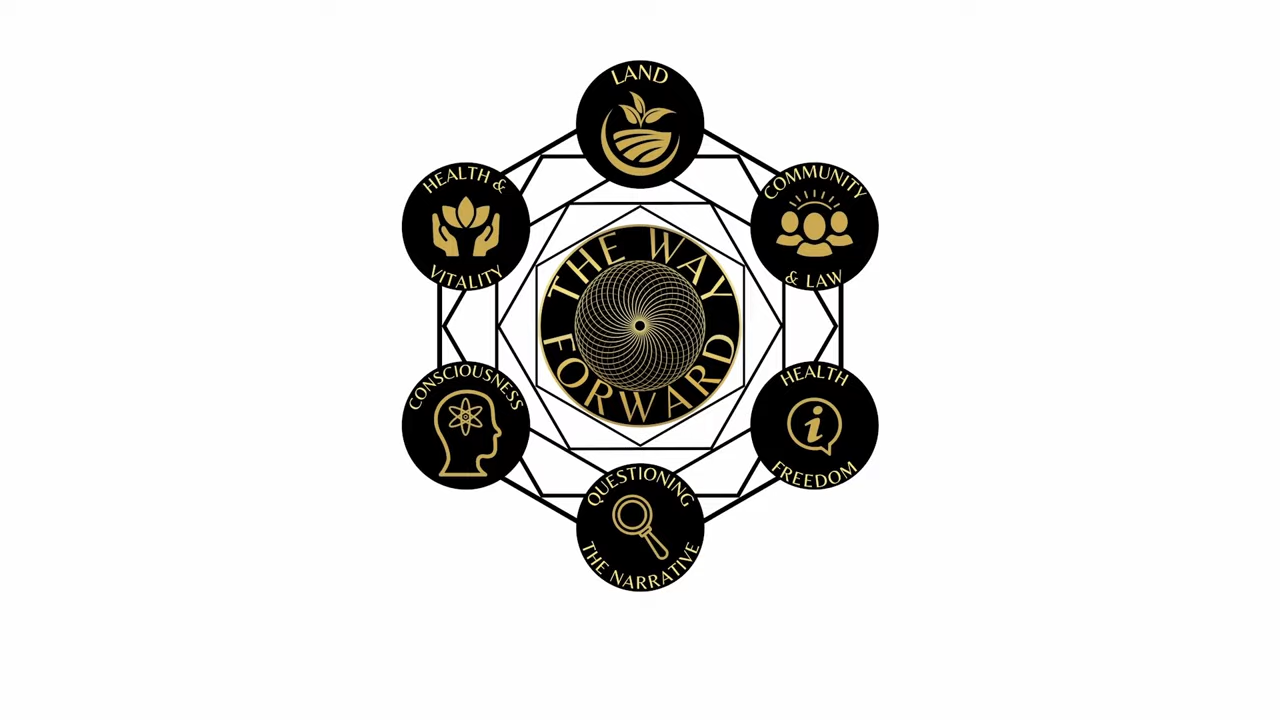 LAND
HEALTH &
VITALITY
COMMUNITY
& LAW
THE WAY
FORWARD
CONSCIOUSNESS
HEALTH
i
FREEDOM
QUESTIONING
THE NARRATIVE